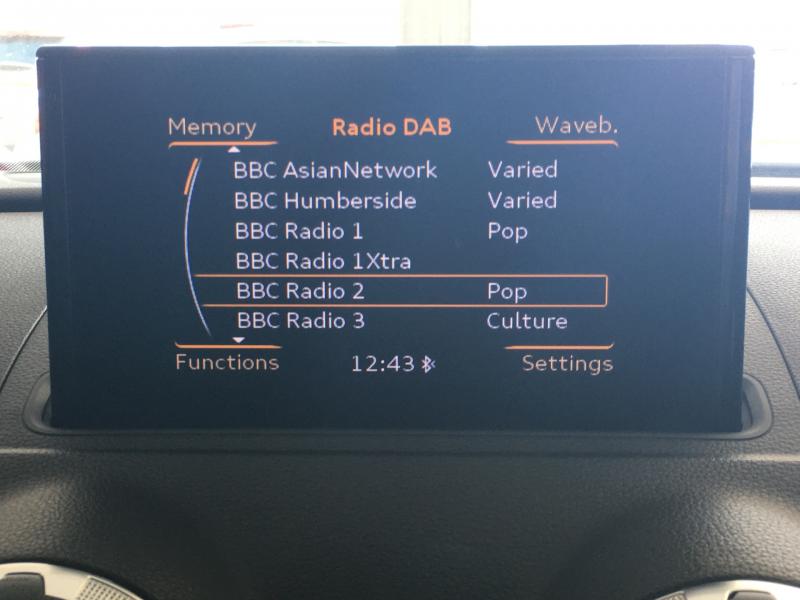 Memory Radio DAB Waveb.
BBC AsianNetwork Varied
BBC Humberside Varied
BBC Radio 1 Pop
BBC Radio 1Xtra
BBC Radio 2 Pop
BBC Radio 3 Culture
Functions 12:43 Settings